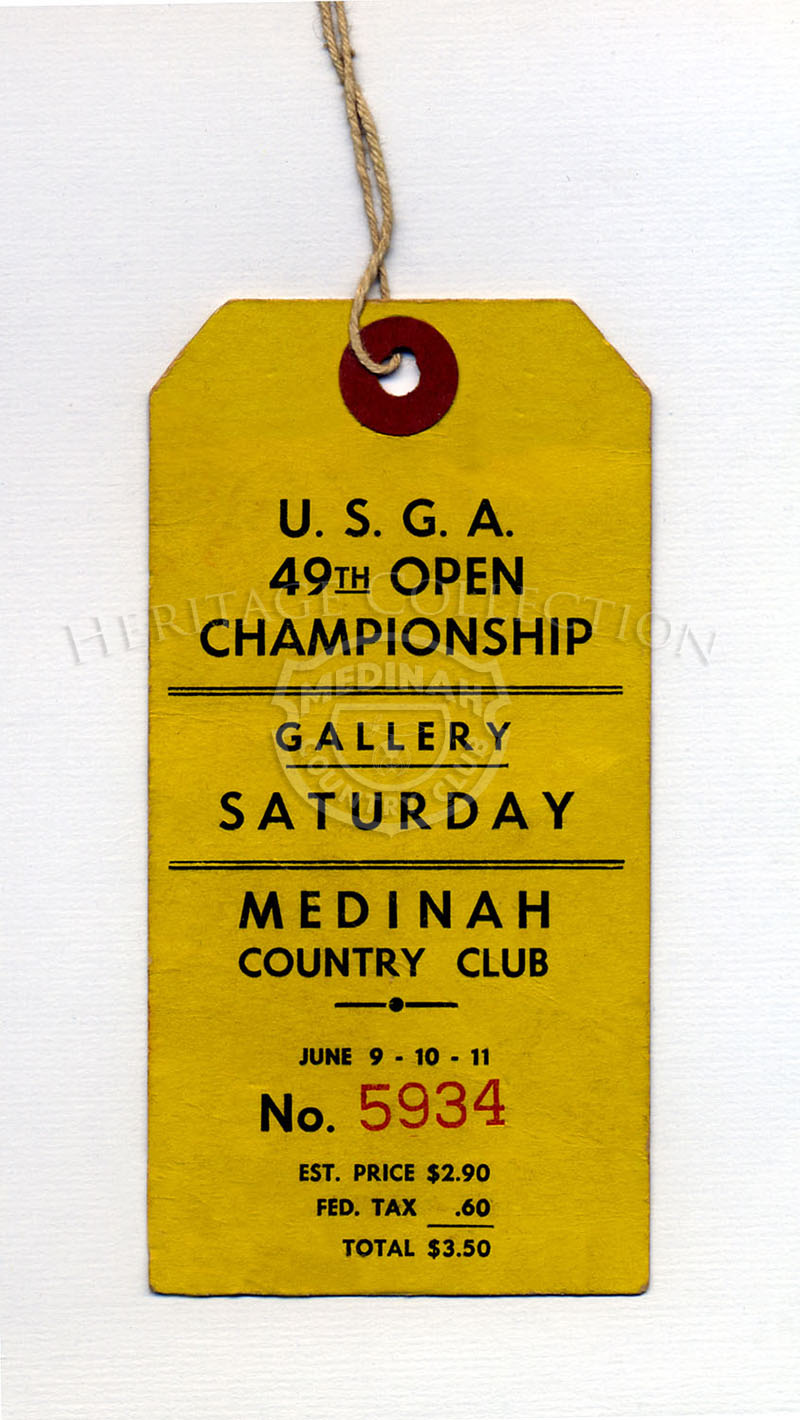 U. S. G. A.
49TH OPEN
Heritage Collection
CHAMPIONSHIP
MEDINAH
COUNTRY CLUB
GALLERY
SATURDAY
MEDINAH
COUNTRY CLUB
JUNE 9 - 10 - 11
No. 5934
EST. PRICE $2.90
FED. TAX .60
TOTAL $3.50